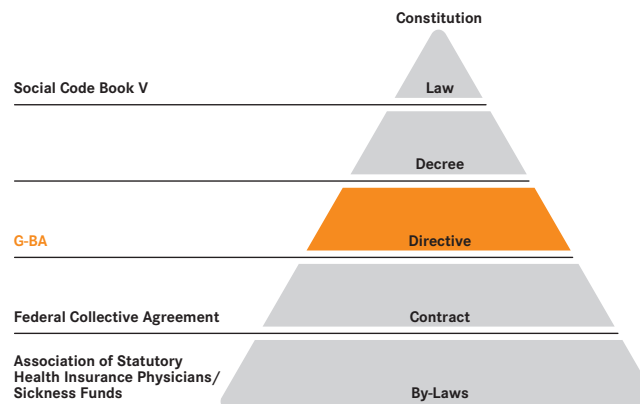 Constitution
Social Code Book V
Law
Decree
G-BA
Directive
Federal Collective Agreement
Contract
Association of Statutory
Health Insurance Physicians/
Sickness Funds
By-Laws